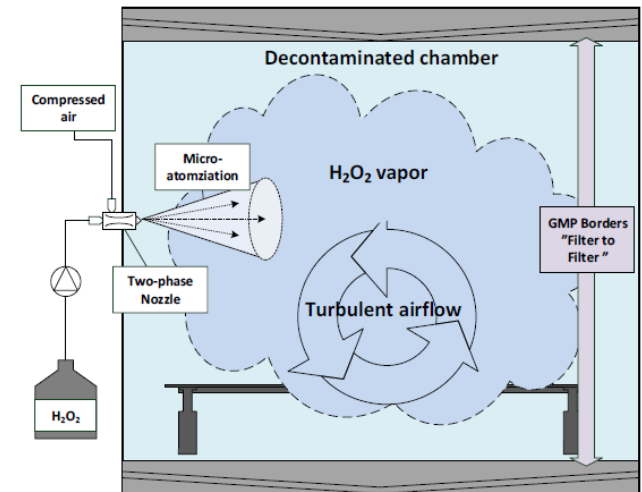 Decontaminated chamber
Compressed
air
Micro-
atomziation
H₂O₂ vapor
GMP Borders
"Filter to
Filter "
Two-phase
Nozzle
Turbulent airflow
H₂O₂